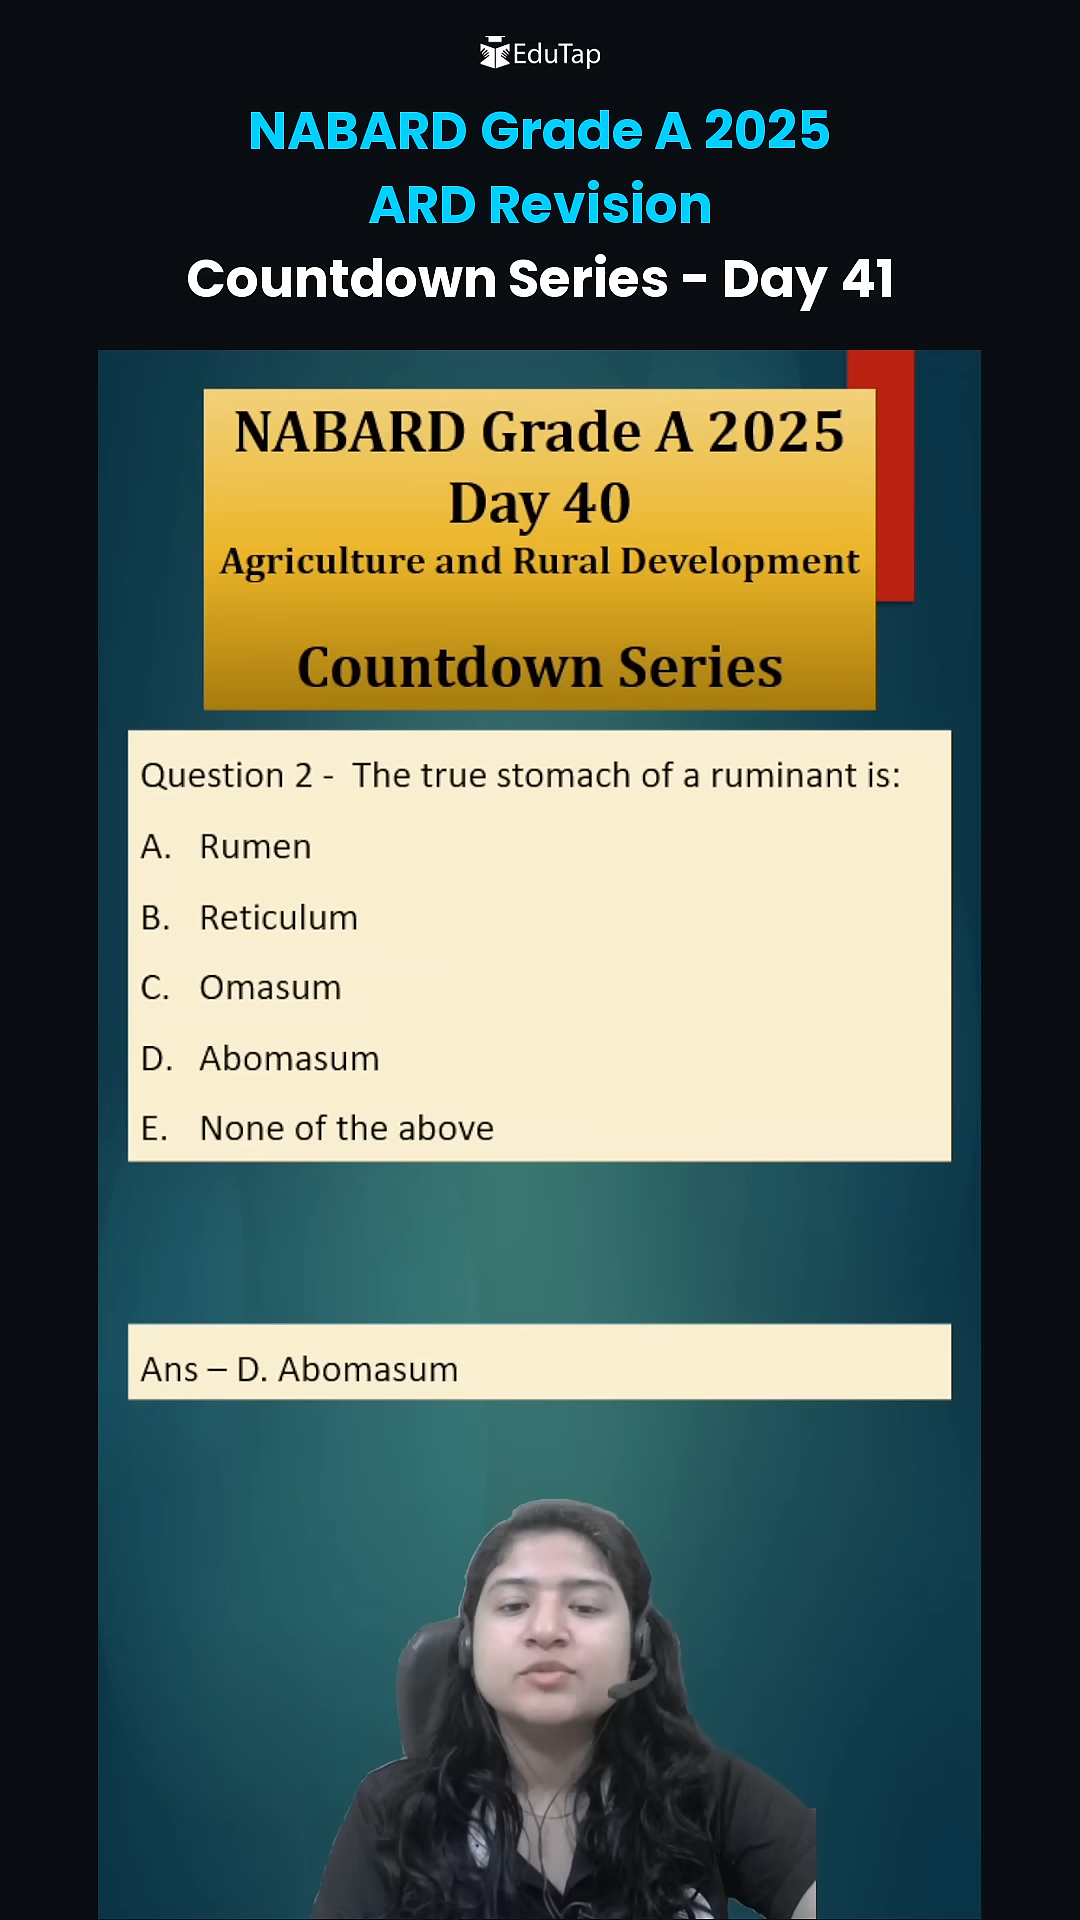 EduTap
NABARD Grade A 2025
ARD Revision
Countdown Series - Day 41
NABARD Grade A 2025
Day 40
Agriculture and Rural Development
Countdown Series
Question 2 - The true stomach of a ruminant is:
A. Rumen
B. Reticulum
C. Omasum
D. Abomasum
E. None of the above
Ans – D. Abomasum